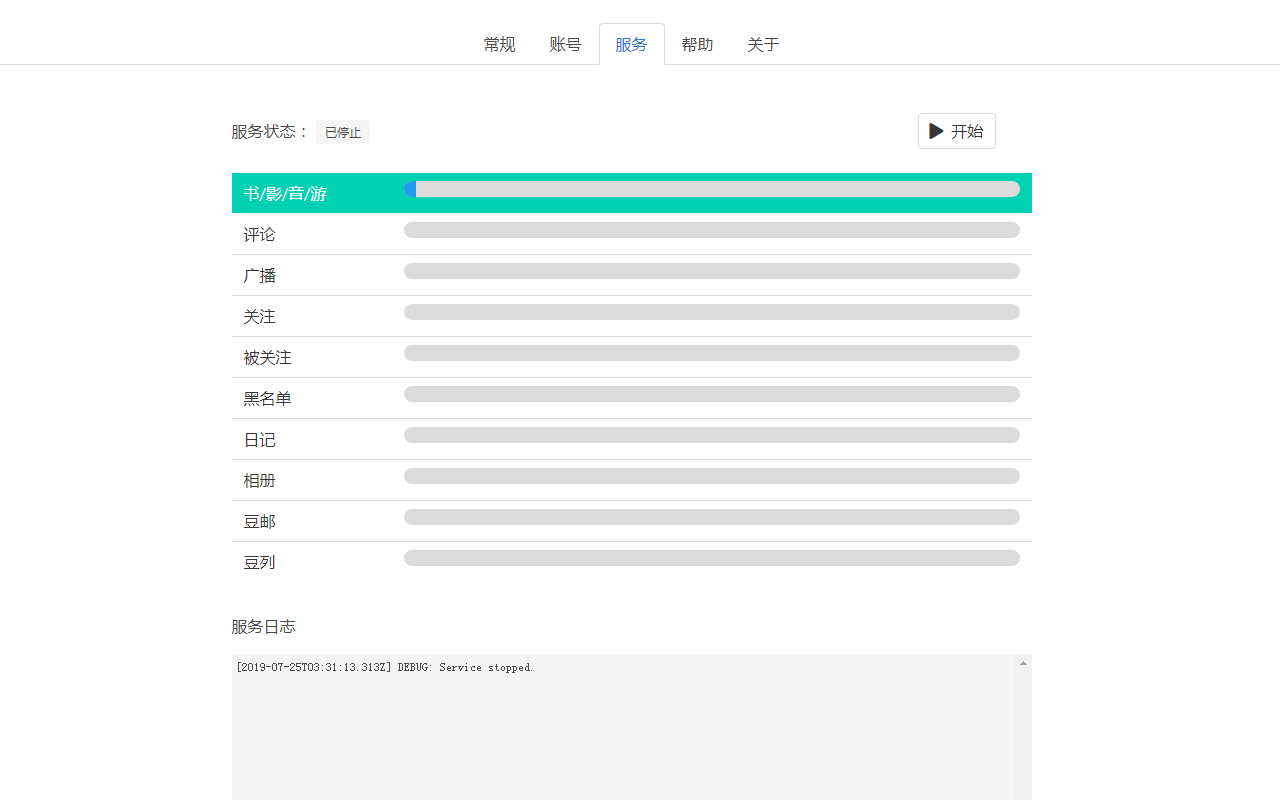 常规 账号 服务 帮助 关于
服务状态： 已停止 开始
书/影/音/游
评论
广播
关注
被关注
黑名单
日记
相册
豆邮
豆列
服务日志
[2019-07-25T03:31:13.313Z] DEBUG: Service stopped.